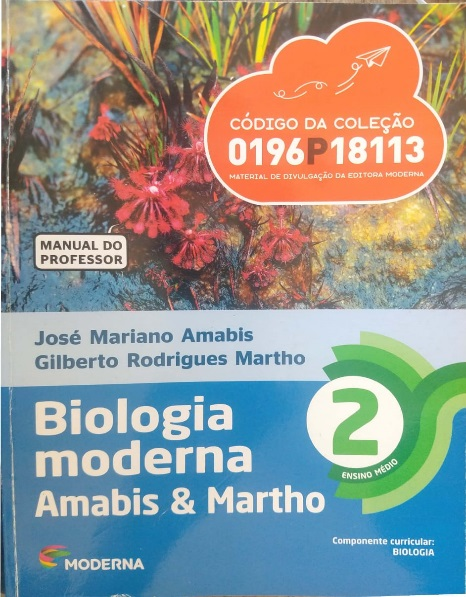 CÓDIGO DA COLEÇÃO
0196P18113
MATERIAL DE DIVULGAÇÃO DA EDITORA MODERNA
MANUAL DO
PROFESSOR
José Mariano Amabis
Gilberto Rodrigues Martho
Biologia
moderna
Amabis & Martho
2
ENSINO MÉDIO
Componente curricular:
BIOLOGIA
MODERNA